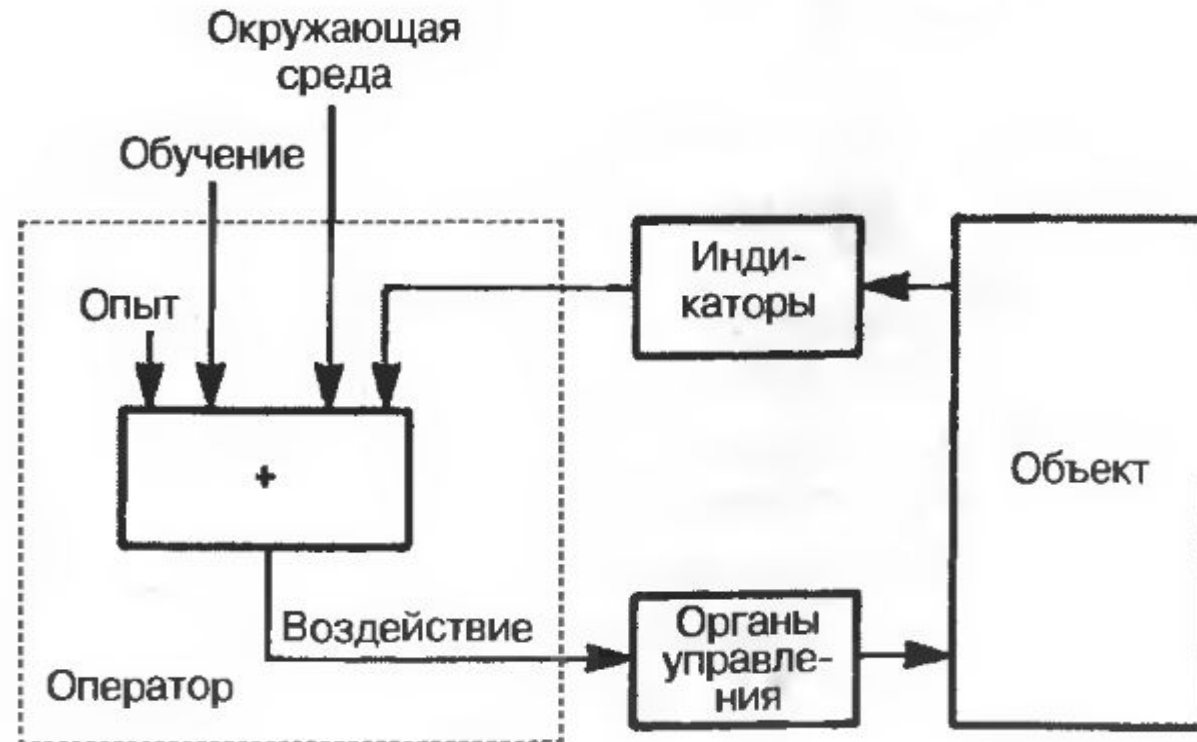 Окружающая
среда
Обучение
Опыт
+
Инди-
каторы
Объект
Воздействие
Органы
управле-
ния
Оператор